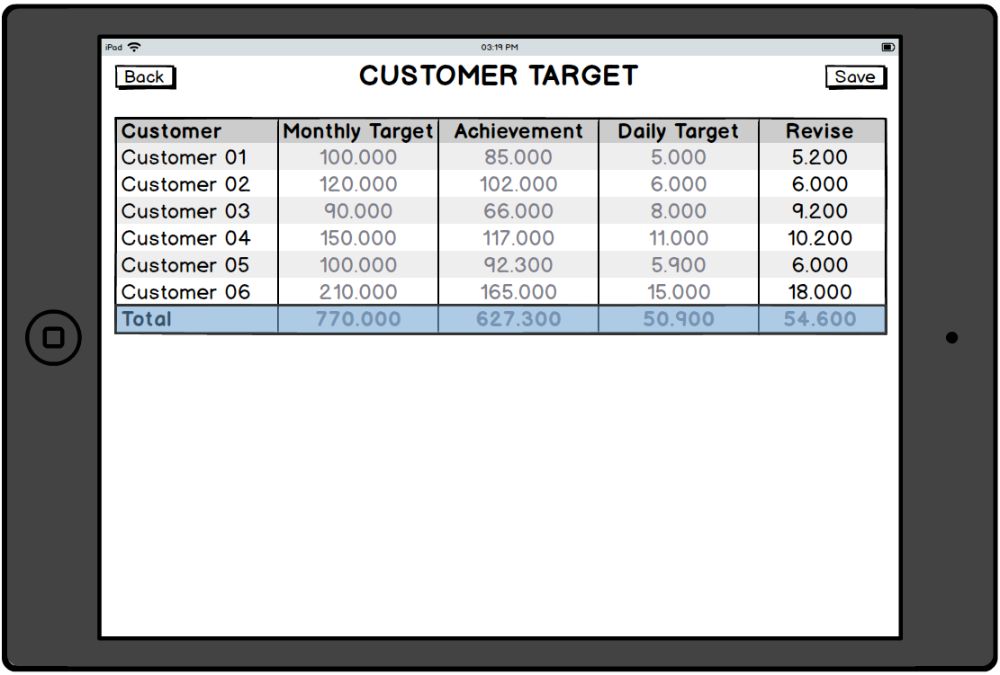 iPad 03:19 PM
Back CUSTOMER TARGET Save
Customer Monthly Target Achievement Daily Target Revise
Customer 01 100.000 85.000 5.000 5.200
Customer 02 120.000 102.000 6.000 6.000
Customer 03 90.000 66.000 8.000 9.200
Customer 04 150.000 117.000 11.000 10.200
Customer 05 100.000 92.300 5.900 6.000
Customer 06 210.000 165.000 15.000 18.000
Total 770.000 627.300 50.900 54.600